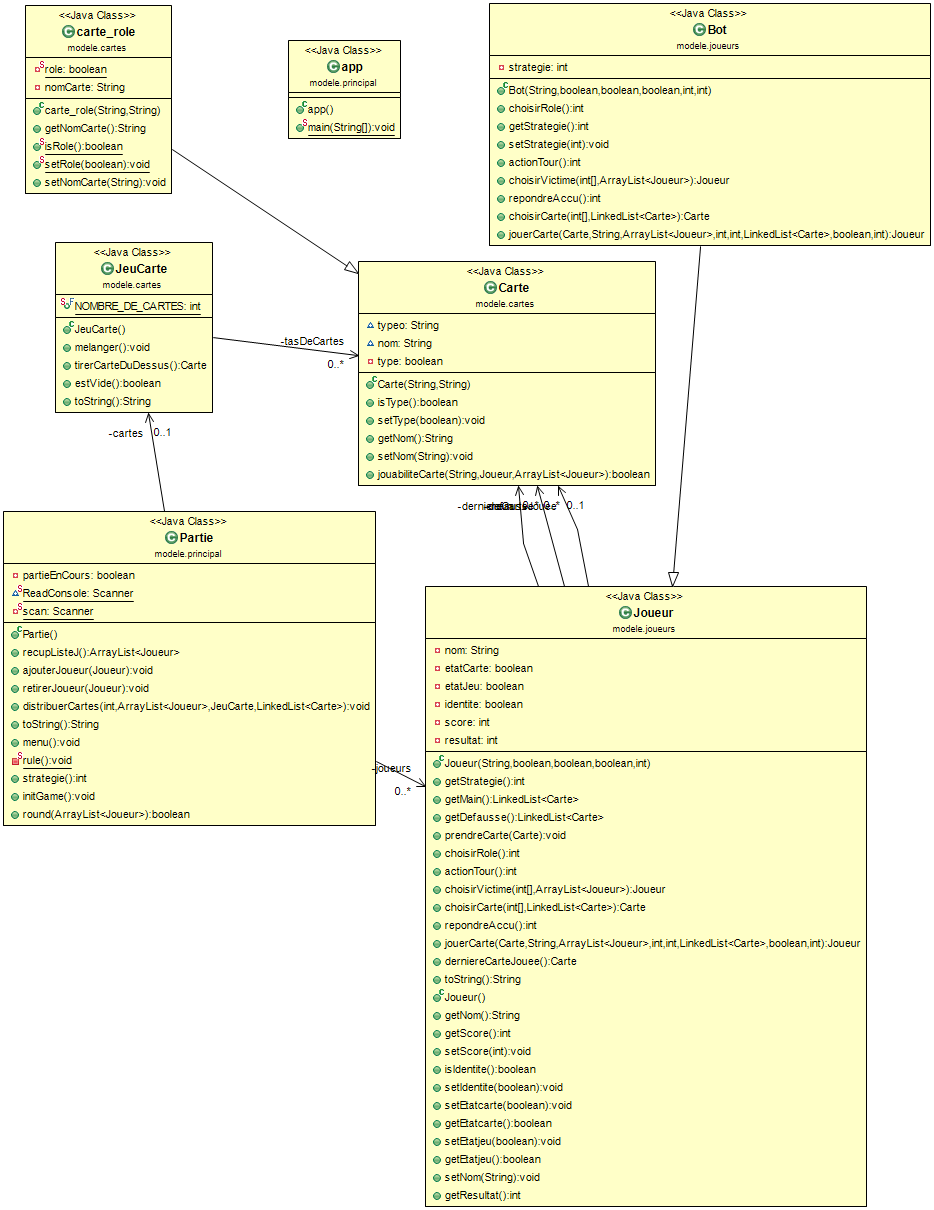 <<Java Class>>
carte_role
modele.cartes
role: boolean
nomCarte: String
carte_role(String,String)
getNomCarte():String
isRole():boolean
setRole(boolean):void
setNomCarte(String):void
<<Java Class>>
app
modele.principal
app()
main(String[]):void
<<Java Class>>
Bot
modele.joueurs
strategie: int
Bot(String,boolean,boolean,boolean,int,int)
choisirRole():int
getStrategie():int
setStrategie(int):void
actionTour():int
choisirVictime(int[],ArrayList<Joueur>):Joueur
repondreAccu():int
choisirCarte(int[],LinkedList<Carte>):Carte
jouerCarte(Carte,String,ArrayList<Joueur>,int,int,LinkedList<Carte>,boolean,int):Joueur
<<Java Class>>
JeuCarte
modele.cartes
NOMBRE_DE_CARTES: int
JeuCarte()
melanger():void
tirerCarteDuDessus():Carte
estVide():boolean
toString():String
-tasDeCartes
0..*
<<Java Class>>
Carte
modele.cartes
typeo: String
nom: String
type: boolean
Carte(String,String)
isType():boolean
setType(boolean):void
getNom():String
setNom(String):void
jouabiliteCarte(String,Joueur,ArrayList<Joueur>):boolean
-cartes 0..1
0..1
<<Java Class>>
Partie
modele.principal
partieEnCours: boolean
ReadConsole: Scanner
scan: Scanner
Partie()
recupListeJ():ArrayList<Joueur>
ajouterJoueur(Joueur):void
retirerJoueur(Joueur):void
distribuerCartes(int,ArrayList<Joueur>,JeuCarte,LinkedList<Carte>):void
toString():String
menu():void
rule():void
strategie():int
initGame():void
round(ArrayList<Joueur>):boolean
-joueurs
0..*
<<Java Class>>
Joueur
modele.joueurs
nom: String
etatCarte: boolean
etatJeu: boolean
identite: boolean
score: int
resultat: int
Joueur(String,boolean,boolean,boolean,int)
getStrategie():int
getMain():LinkedList<Carte>
getDefausse():LinkedList<Carte>
prendreCarte(Carte):void
choisirRole():int
actionTour():int
choisirVictime(int[],ArrayList<Joueur>):Joueur
choisirCarte(int[],LinkedList<Carte>):Carte
repondreAccu():int
jouerCarte(Carte,String,ArrayList<Joueur>,int,int,LinkedList<Carte>,boolean,int):Joueur
derniereCarteJouee():Carte
toString():String
Joueur()
getNom():String
getScore():int
setScore(int):void
isIdentite():boolean
setIdentite(boolean):void
setEtatcarte(boolean):void
getEtatcarte():boolean
setEtatjeu(boolean):void
getEtatjeu():boolean
setNom(String):void
getResultat():int